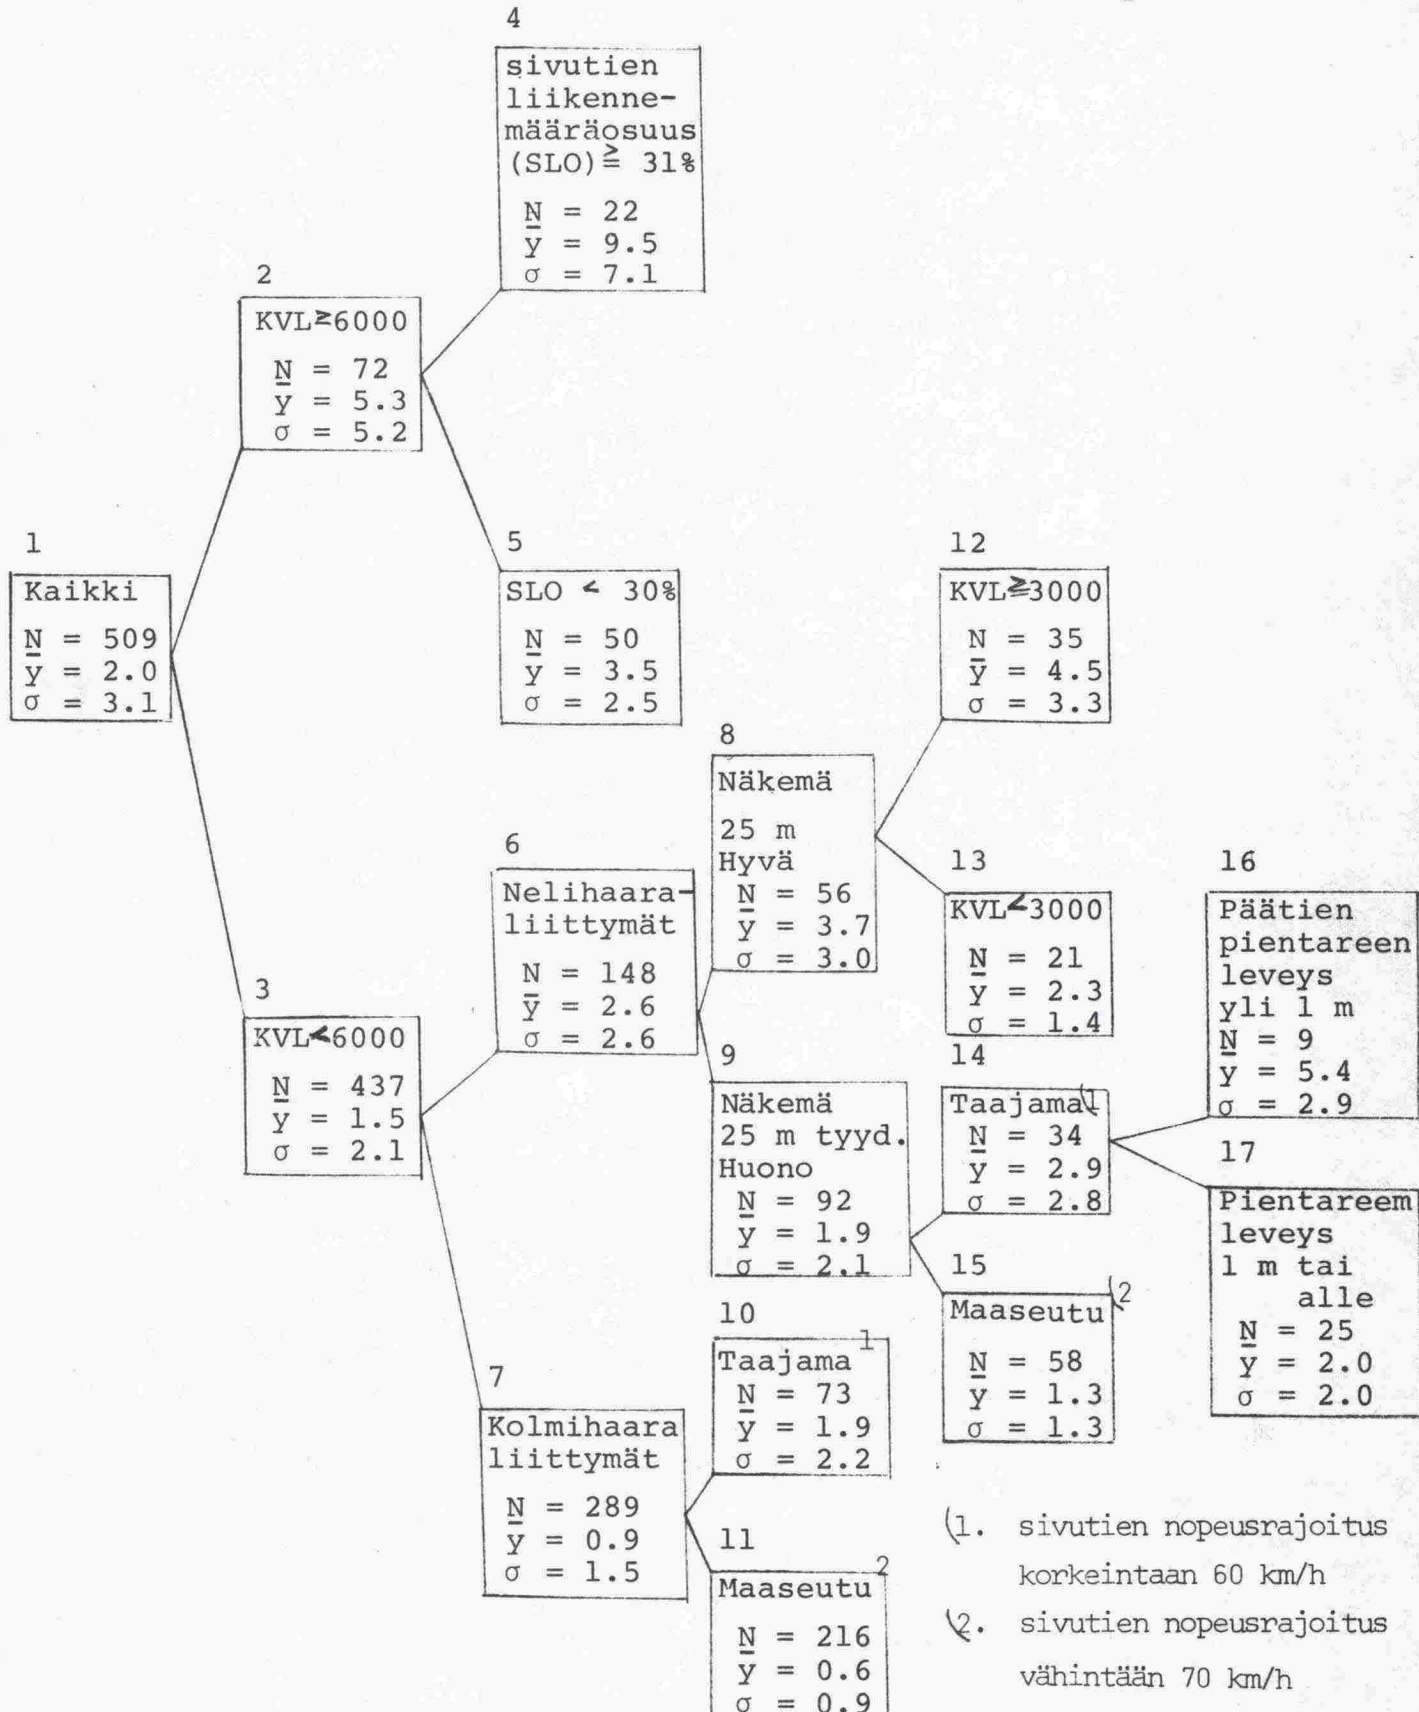 4
sivutien
liikenne-
määräosuus
(SLO) ≧ 31%
N = 22
y̅ = 9.5
σ = 7.1
2
KVL≥6000
N = 72
y̅ = 5.3
σ = 5.2
1
Kaikki
N = 509
y̅ = 2.0
σ = 3.1
5
SLO < 30%
N = 50
y̅ = 3.5
σ = 2.5
3
KVL<6000
N = 437
y̅ = 1.5
σ = 2.1
6
Nelihaara-
liittymät
N = 148
y̅ = 2.6
σ = 2.6
7
Kolmihaara
liittymät
N = 289
y̅ = 0.9
σ = 1.5
8
Näkemä
25 m
Hyvä
N = 56
y̅ = 3.7
σ = 3.0
9
Näkemä
25 m tyyd.
Huono
N = 92
y̅ = 1.9
σ = 2.1
10
Taajama 1
N = 73
y̅ = 1.9
σ = 2.2
11
Maaseutu 2
N = 216
y̅ = 0.6
σ = 0.9
12
KVL≧3000
N = 35
y̅ = 4.5
σ = 3.3
13
KVL<3000
N = 21
y̅ = 2.3
σ = 1.4
14
Taajama (1
N = 34
y̅ = 2.9
σ = 2.8
15
Maaseutu (2
N = 58
y̅ = 1.3
σ = 1.3
16
Päätien
pientareen
leveys
yli 1 m
N = 9
y̅ = 5.4
σ = 2.9
17
Pientareem
leveys
1 m tai
alle
N = 25
y̅ = 2.0
σ = 2.0
(1. sivutien nopeusrajoitus
korkeintaan 60 km/h
(2. sivutien nopeusrajoitus
vähintään 70 km/h